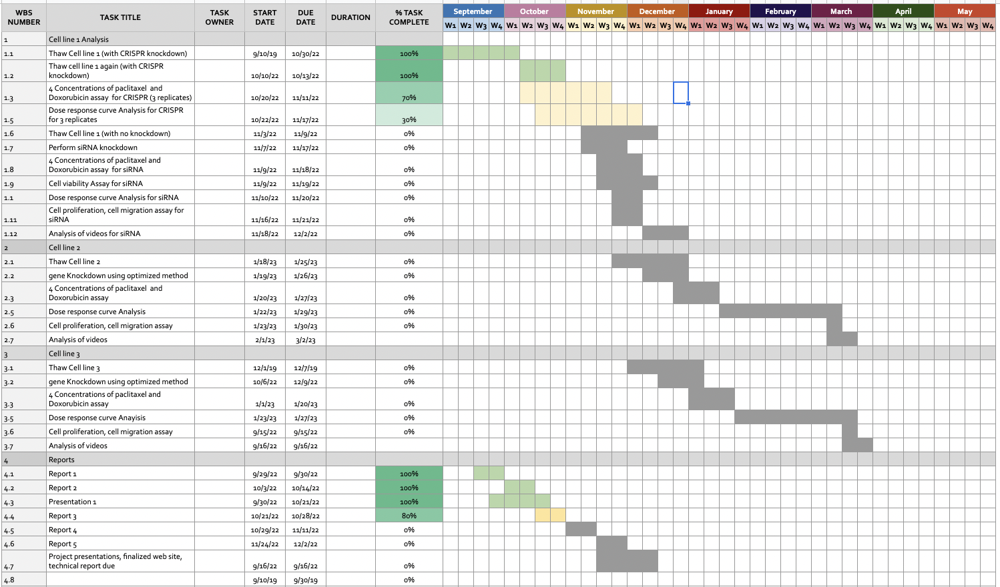 WBS NUMBER TASK TITLE TASK OWNER START DATE DUE DATE DURATION % TASK COMPLETE September October November December January February March April May
W1 W2 W3 W4 W1 W2 W3 W4 W1 W2 W3 W4 W1 W2 W3 W4 W1 W2 W3 W4 W1 W2 W3 W4 W1 W2 W3 W4 W1 W2 W3 W4 W1 W2 W3 W4
1 Cell line 1 Analysis
1.1 Thaw Cell line 1 (with CRISPR knockdown) 9/10/19 10/30/22 100%
Thaw cell line 1 again (with CRISPR
1.2 knockdown) 10/10/22 10/13/22 100%
4 Concentrations of paclitaxel and
1.3 Doxorubicin assay for CRISPR (3 replicates) 10/20/22 11/11/22 70%
Dose response curve Analysis for CRISPR
1.5 for 3 replicates 10/22/22 11/17/22 30%
1.6 Thaw Cell line 1 (with no knockdown) 11/3/22 11/9/22 0%
1.7 Perform siRNA knockdown 11/7/22 11/17/22 0%
4 Concentrations of paclitaxel and
1.8 Doxorubicin assay for siRNA 11/9/22 11/18/22 0%
1.9 Cell viability Assay for siRNA 11/9/22 11/19/22 0%
1.1 Dose response curve Analysis for siRNA 11/10/22 11/20/22 0%
Cell proliferation, cell migration assay for
1.11 siRNA 11/16/22 11/21/22 0%
1.12 Analysis of videos for siRNA 11/18/22 12/2/22 0%
2 Cell line 2
2.1 Thaw Cell line 2 1/18/23 1/25/23 0%
2.2 gene Knockdown using optimized method 1/19/23 1/26/23 0%
4 Concentrations of paclitaxel and
2.3 Doxorubicin assay 1/20/23 1/27/23 0%
2.5 Dose response curve Analysis 1/22/23 1/29/23 0%
2.6 Cell proliferation, cell migration assay 1/23/23 1/30/23 0%
2.7 Analysis of videos 2/1/23 3/2/23
3 Cell line 3
3.1 Thaw Cell line 3 12/1/19 12/7/19 0%
3.2 gene Knockdown using optimized method 10/6/22 12/9/22 0%
4 Concentrations of paclitaxel and
3.3 Doxorubicin assay 1/1/23 1/20/23 0%
3.5 Dose response curve Anayisis 1/23/23 1/27/23 0%
3.6 Cell proliferation, cell migration assay 9/15/22 9/15/22 0%
3.7 Analysis of videos 9/16/22 9/16/22
4 Reports
4.1 Report 1 9/29/22 9/30/22 100%
4.2 Report 2 10/3/22 10/14/22 100%
4.3 Presentation 1 9/30/22 10/21/22 100%
4.4 Report 3 10/21/22 10/28/22 80%
4.5 Report 4 10/29/22 11/11/22 0%
4.6 Report 5 11/24/22 12/2/22 0%
Project presentations, finalized web site,
4.7 technical report due 9/16/22 9/16/22 0%
4.8 9/10/19 9/30/19 0%